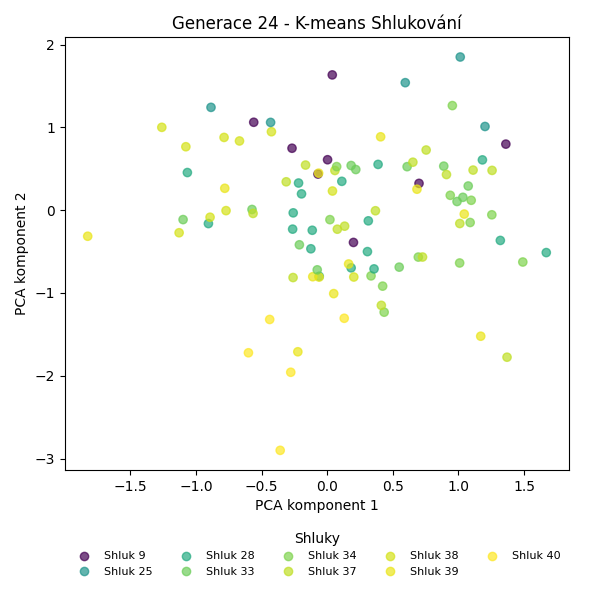 Generace 24 - K-means Shlukování
PCA komponent 2
2
1
0
−1
−2
−3
−1.5
−1.0
−0.5
0.0
0.5
1.0
1.5
PCA komponent 1
Shluky
Shluk 9
Shluk 25
Shluk 28
Shluk 33
Shluk 34
Shluk 37
Shluk 38
Shluk 39
Shluk 40